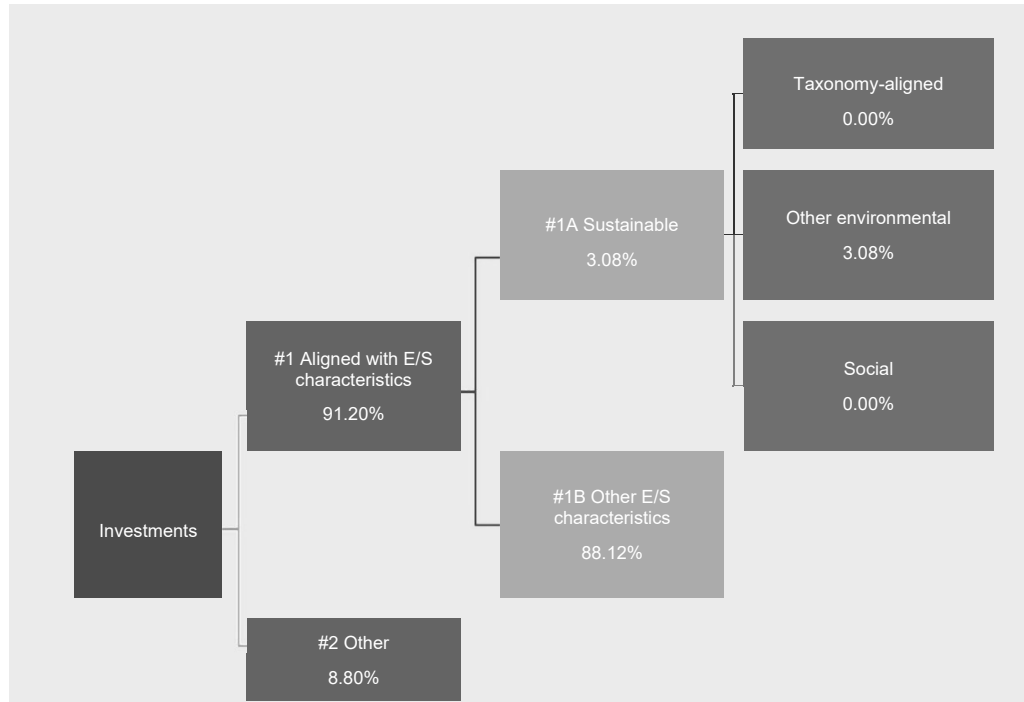 Investments
#1 Aligned with E/S
characteristics
91.20%
#2 Other
8.80%
#1A Sustainable
3.08%
#1B Other E/S
characteristics
88.12%
Taxonomy-aligned
0.00%
Other environmental
3.08%
Social
0.00%